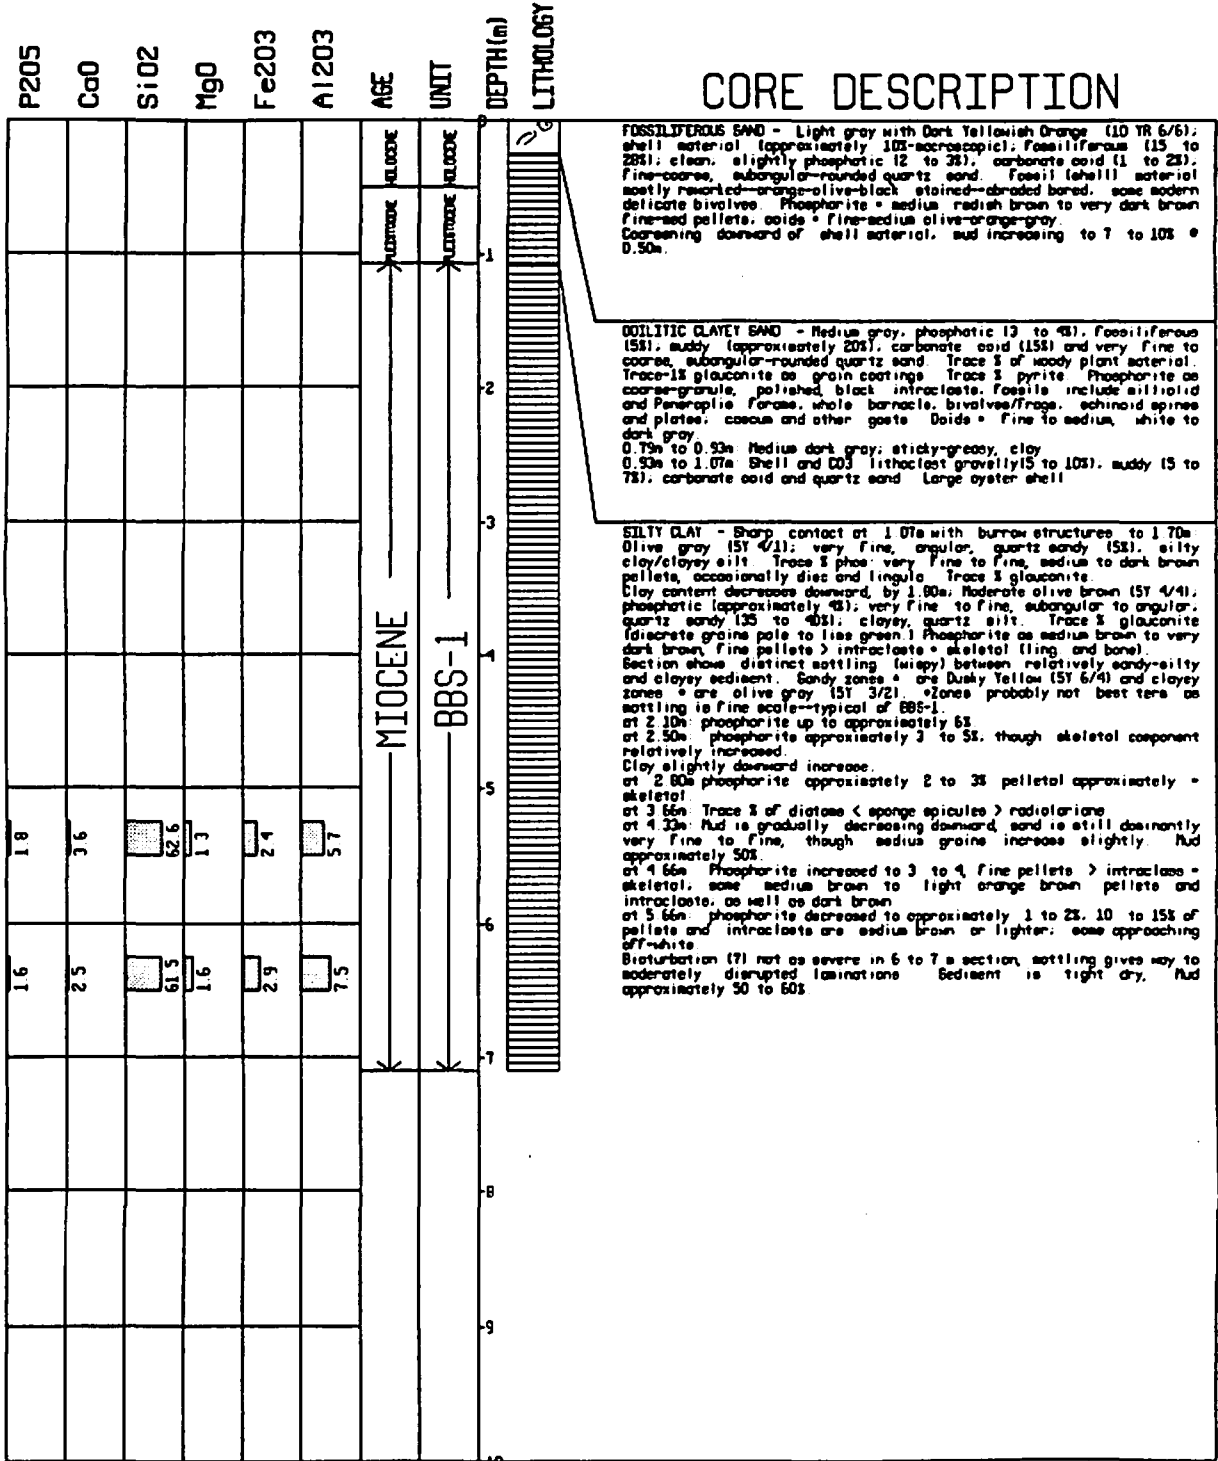 P2O5
CaO
SiO2
MgO
Fe2O3
Al2O3
AGE
UNIT
DEPTH(m)
LITHOLOGY
CORE DESCRIPTION
0
HOLOCENE
HOLOCENE
PLEISTOCENE
PLEISTOCENE
1
2
3
4
5
6
7
8
9
MIOCENE
BBS-1
1.8
3.6
62.6
1.3
2.4
5.7
1.6
2.5
61.5
1.6
2.9
7.5
FOSSILIFEROUS SAND - Light gray with Dark Yellowish Orange (10 YR 6/6);
shell material (approximately 10%-macroscopic); fossiliferous (15 to
20%); clean, slightly phosphatic (2 to 3%), carbonate ooid (1 to 2%),
fine-coarse, subangular-rounded quartz sand. Fossil (shell) material
mostly reworked--orange-olive-black stained--abraded bored, some modern
delicate bivalves. Phosphorite = medium redish brown to very dark brown
fine-med pellets, ooids = fine-medium olive-orange-gray.
Coarsening downward of shell material, mud increasing to 7 to 10% @
0.50m.
OOILITIC CLAYEY SAND - Medium gray, phosphatic (3 to 4%), fossiliferous
(5%); muddy (approximately 20%), carbonate ooid (15%) and very fine to
coarse, subangular-rounded quartz sand. Trace % of woody plant material.
Trace-1% glauconite as grain coatings Trace % pyrite. Phosphorite as
coarse-granule, polished, black intraclasts. Fossils include milliolid
and Peneroplis Forams, whole barnacle, bivalves/frags, echinoid spines
and plates; caecum and other gasts Ooids = fine to medium, white to
dark gray.
0.79m to 0.93m: Medium dark gray; sticky-greasy, clay
0.93m to 1.07m: Shell and CO3 lithoclast gravelly(5 to 10%), muddy (5 to
7%); carbonate ooid and quartz sand Large oyster shell
SILTY CLAY - Sharp contact at 1.07m with burrow structures to 1.70m:
Olive gray (5Y 4/1); very fine, angular, quartz sandy (5%), silty
clay/clayey silt. Trace % phos: very fine to fine, medium to dark brown
pellets, occasionally disc and lingula Trace % glauconite.
Clay content decreases downward, by 1.80m; Moderate olive brown (5Y 4/4);
phosphatic (approximately 4%); very fine to fine, subangular to angular,
quartz sandy (35 to 40%); clayey, quartz silt. Trace % glauconite
(discrete grains pale to lime green.) Phosphorite as medium brown to very
dark brown, fine pellets > intraclasts = skeletal (ling. and bone).
Section shows distinct mottling (wispy) between relatively sandy-silty
and clayey sediment. Sandy zones * are Dusky Yellow (5Y 6/4) and clayey
zones * are olive gray (5Y 3/2). *Zones probably not best term as
mottling is fine scale--typical of BBS-1.
at 2.10m: phosphorite up to approximately 6%
at 2.50m: phosphorite approximately 3 to 5%, though skeletal component
relatively increased.
Clay slightly downward increase.
at 2.80m phosphorite approximately 2 to 3% pelletal approximately =
skeletal.
at 3.66m: Trace % of diatoms < sponge spicules > radiolarians
at 4.33m: Mud is gradually decreasing downward, sand is still dominantly
very fine to fine, though medium grains increase slightly. Mud
approximately 50%.
at 4.66m Phosphorite increased to 3 to 4, fine pellets > intraclass =
skeletal, some medium brown to light orange brown pellets and
intraclasts, as well as dark brown
at 5.66m: phosphorite decreased to approximately 1 to 2%. 10 to 15% of
pellets and intraclasts are medium brown or lighter; some approaching
off-white.
Bioturbation (?) not as severe in 6 to 7 m section, mottling gives way to
moderately disrupted laminations Sediment is tight dry, Mud
approximately 50 to 60%